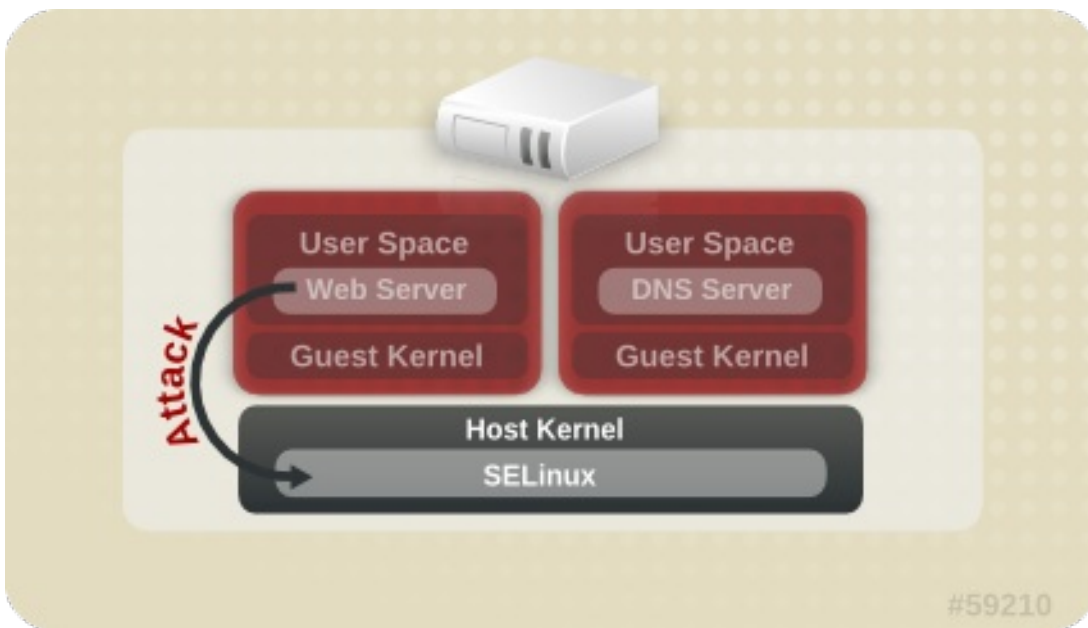 User Space
Web Server
Guest Kernel
User Space
DNS Server
Guest Kernel
Attack
Host Kernel
SELinux
#59210